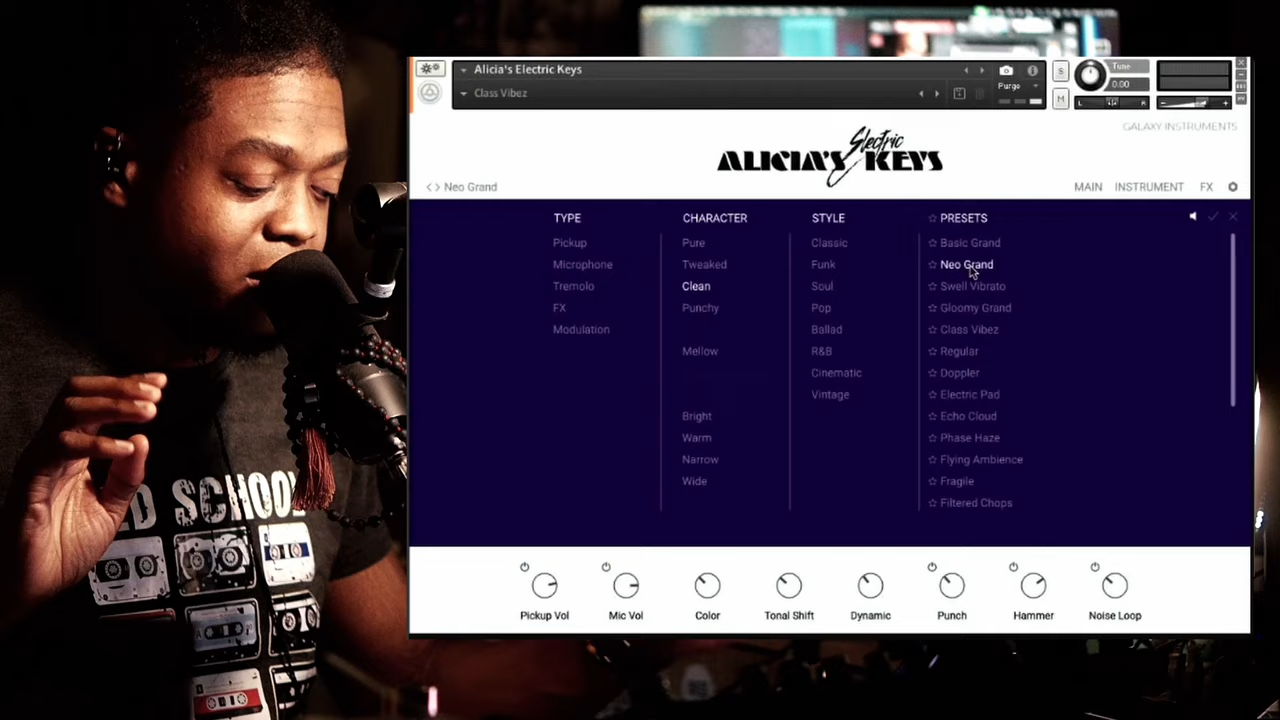 Alicia's Electric Keys
Class Vibez
Purge
S
M
Tune
0.00
L
R
GALAXY INSTRUMENTS
ALICIA'S Electric KEYS
Neo Grand
MAIN
INSTRUMENT
FX
TYPE
Pickup
Microphone
Tremolo
FX
Modulation
CHARACTER
Pure
Tweaked
Clean
Punchy
Mellow
Bright
Warm
Narrow
Wide
STYLE
Classic
Funk
Soul
Pop
Ballad
R&B
Cinematic
Vintage
PRESETS
Basic Grand
Neo Grand
Swell Vibrato
Gloomy Grand
Class Vibez
Regular
Doppler
Electric Pad
Echo Cloud
Phase Haze
Flying Ambience
Fragile
Filtered Chops
Pickup Vol
Mic Vol
Color
Tonal Shift
Dynamic
Punch
Hammer
Noise Loop
SCHOOL